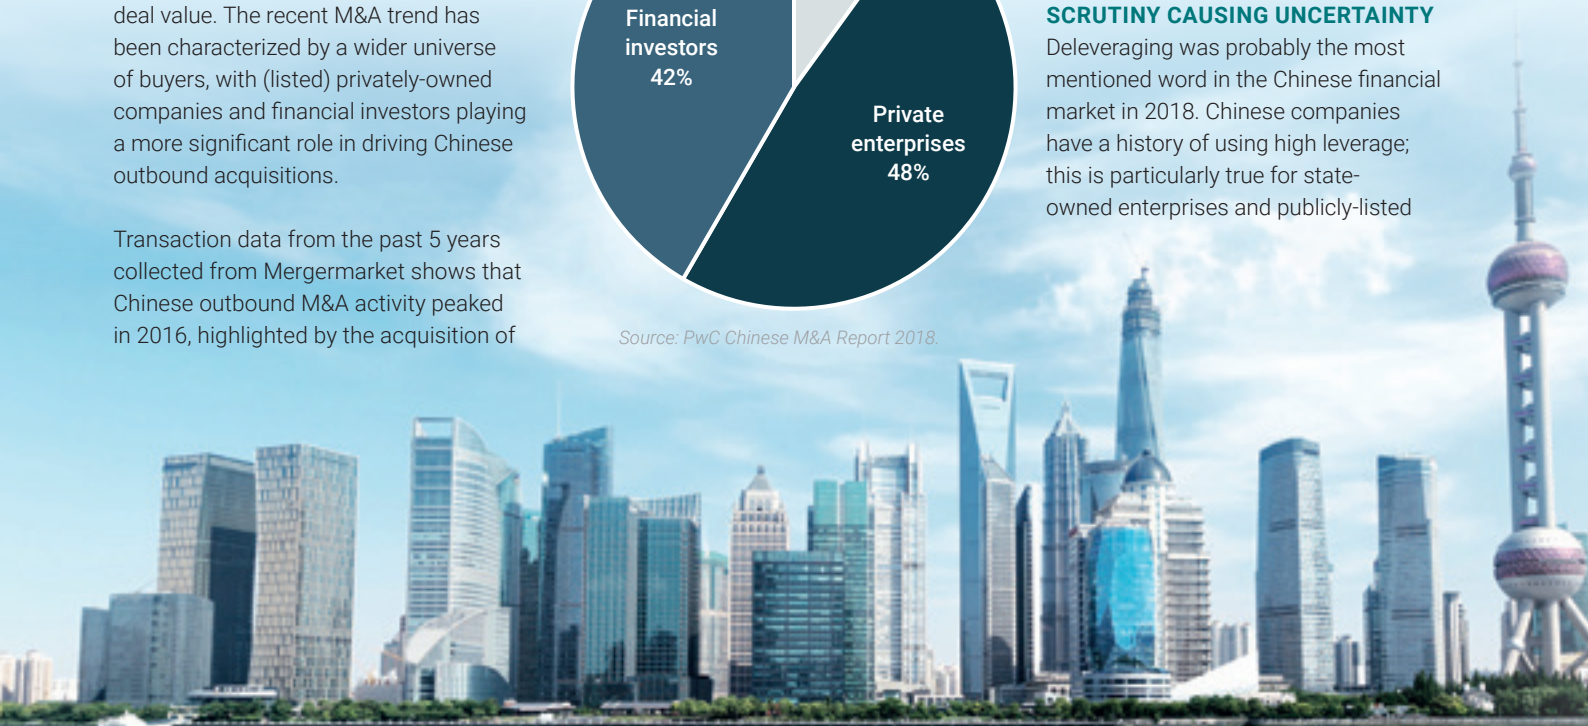 deal value. The recent M&A trend has
been characterized by a wider universe
of buyers, with (listed) privately-owned
companies and financial investors playing
a more significant role in driving Chinese
outbound acquisitions.
Transaction data from the past 5 years
collected from Mergermarket shows that
Chinese outbound M&A activity peaked
in 2016, highlighted by the acquisition of
Financial
investors
42%
Private
enterprises
48%
Source: PwC Chinese M&A Report 2018.
SCRUTINY CAUSING UNCERTAINTY
Deleveraging was probably the most
mentioned word in the Chinese financial
market in 2018. Chinese companies
have a history of using high leverage;
this is particularly true for state-
owned enterprises and publicly-listed